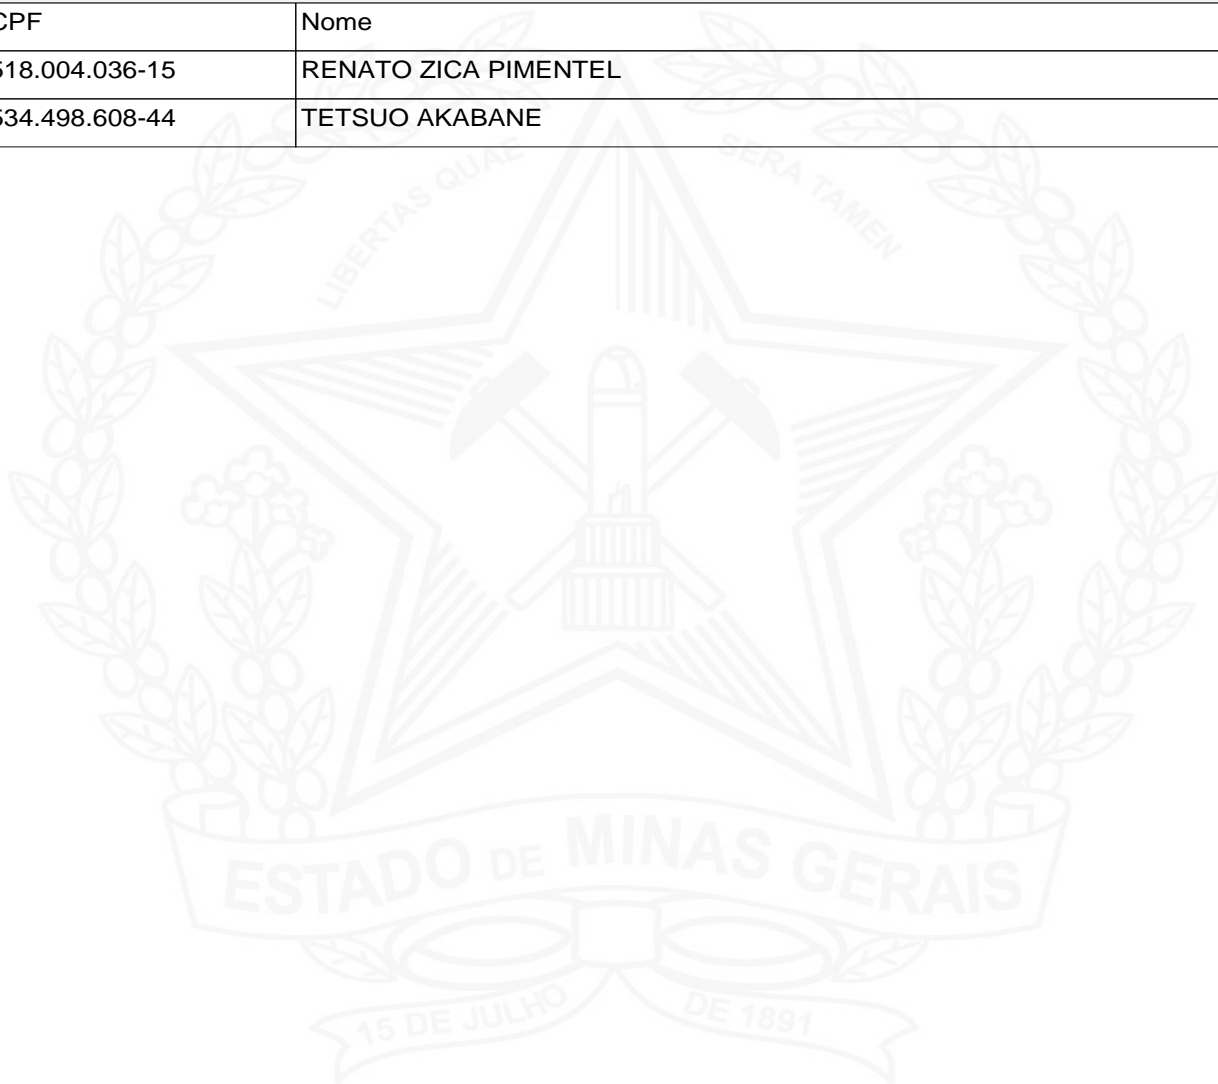 CPF Nome
518.004.036-15 RENATO ZICA PIMENTEL
534.498.608-44 TETSUO AKABANE
LIBERTAS QUAE SERA TAMEN
ESTADO DE MINAS GERAIS
15 DE JULHO DE 1891